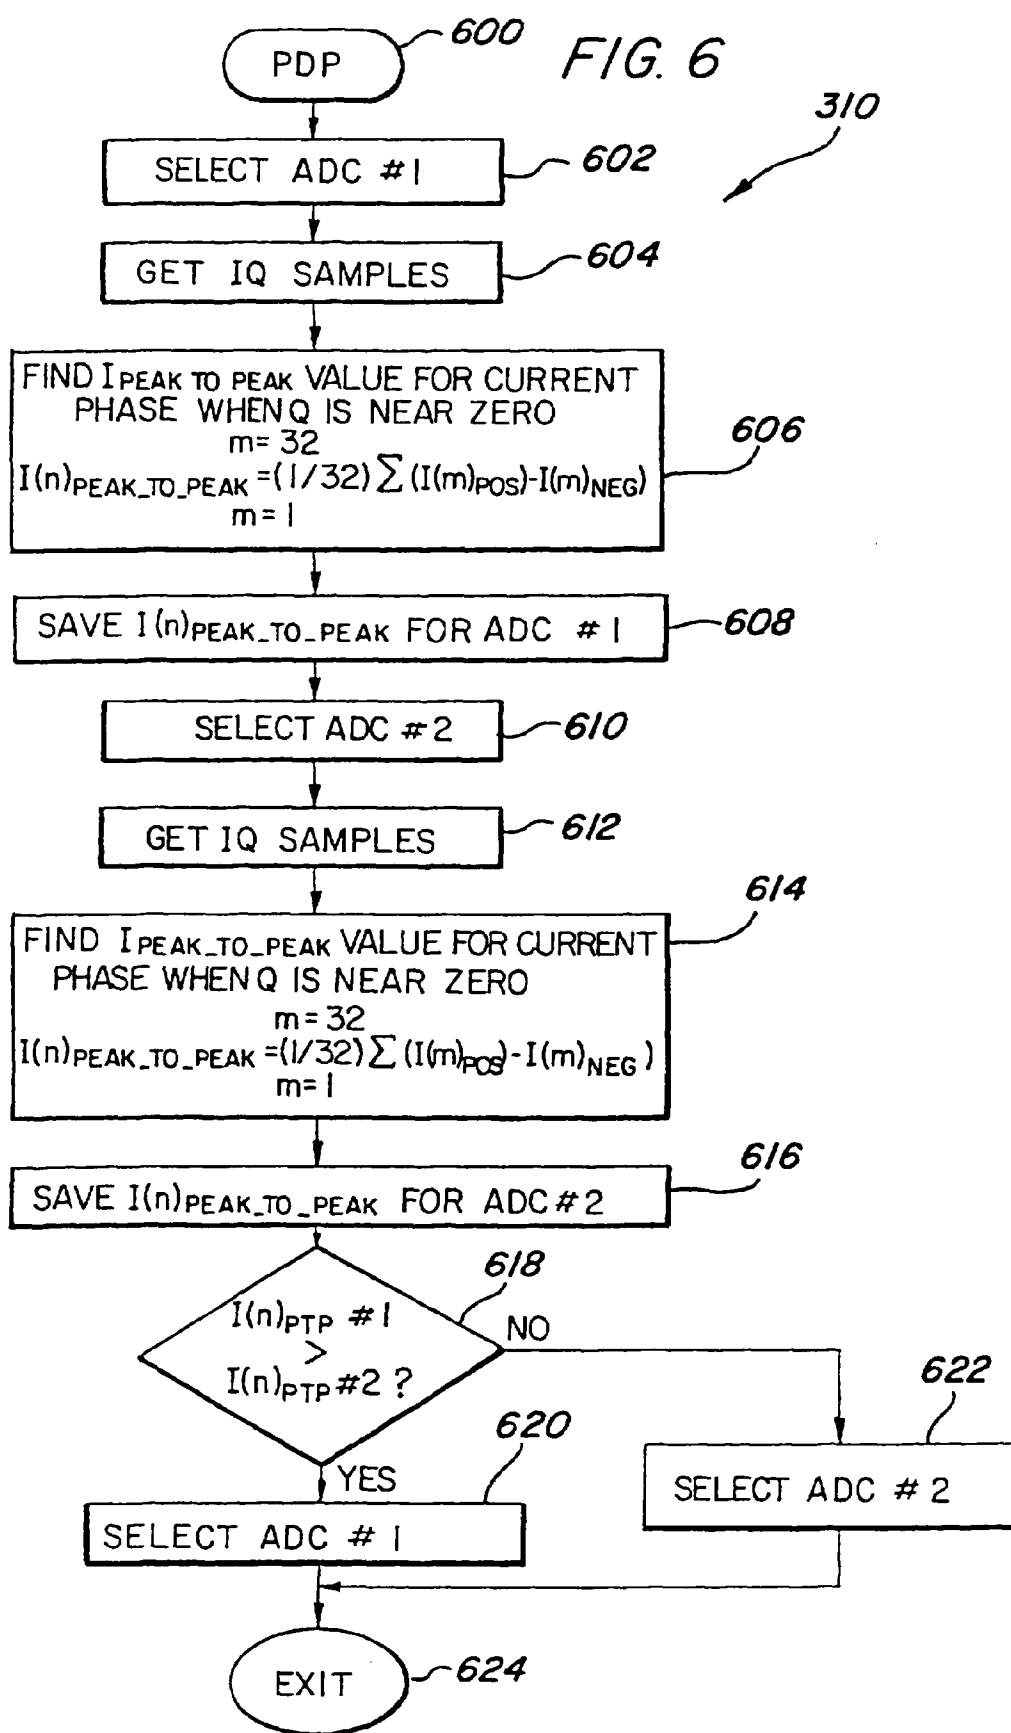 600
FIG. 6
PDP
310
SELECT ADC #1
602
GET IQ SAMPLES
604
FIND I PEAK TO PEAK VALUE FOR CURRENT
PHASE WHEN Q IS NEAR ZERO
m= 32
I(n)PEAK_TO_PEAK =(1/32) ∑ (I(m)POS)-I(m)NEG)
m= 1
606
SAVE I(n)PEAK_TO_PEAK FOR ADC #1
608
SELECT ADC #2
610
GET IQ SAMPLES
612
614
FIND I PEAK_TO_PEAK VALUE FOR CURRENT
PHASE WHEN Q IS NEAR ZERO
m= 32
I(n)PEAK_TO_PEAK =(1/32) ∑ (I(m)POS)-I(m)NEG)
m= 1
616
SAVE I(n)PEAK_TO_PEAK FOR ADC #2
618
I(n)PTP #1
>
I(n)PTP #2 ?
NO
622
620
YES
SELECT ADC #2
SELECT ADC #1
EXIT
624